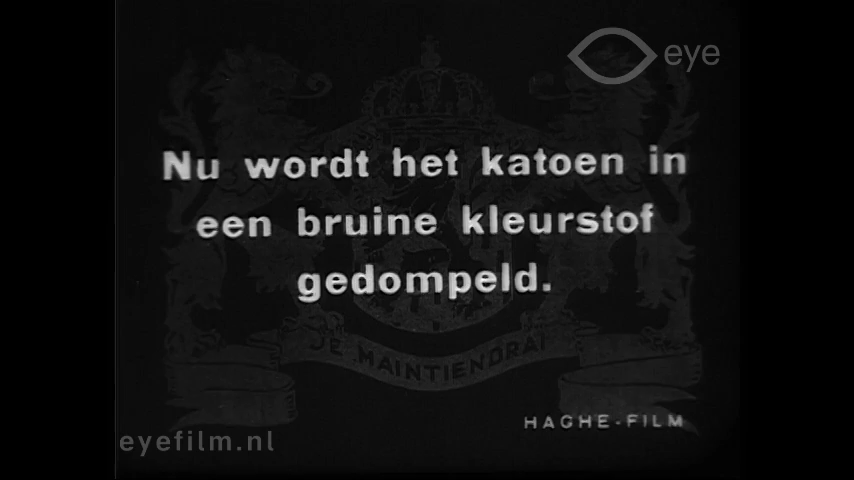 eye
Nu wordt het katoen in
een bruine kleurstof
gedompeld.
JE MAINTIENDRAI
HAGHE-FILM
eyefilm.nl